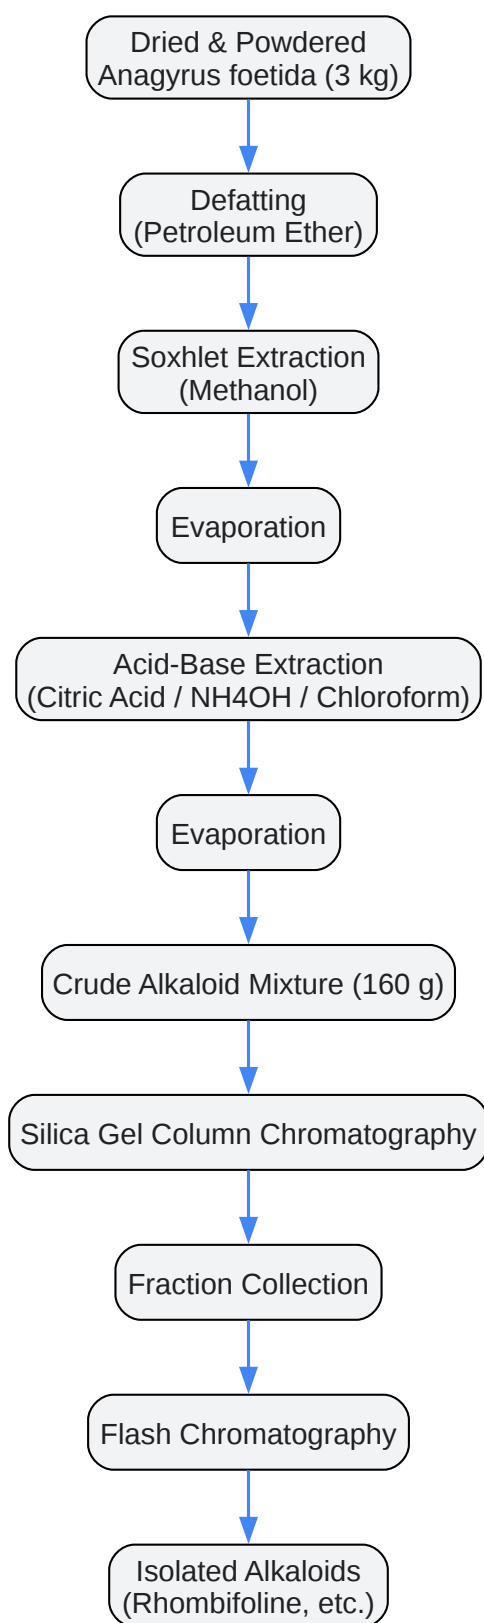 Dried & Powdered
Anagyrus foetida (3 kg)
Defatting
(Petroleum Ether)
Soxhlet Extraction
(Methanol)
Evaporation
Acid-Base Extraction
(Citric Acid / NH4OH / Chloroform)
Evaporation
Crude Alkaloid Mixture (160 g)
Silica Gel Column Chromatography
Fraction Collection
Flash Chromatography
Isolated Alkaloids
(Rhombifoline, etc.)